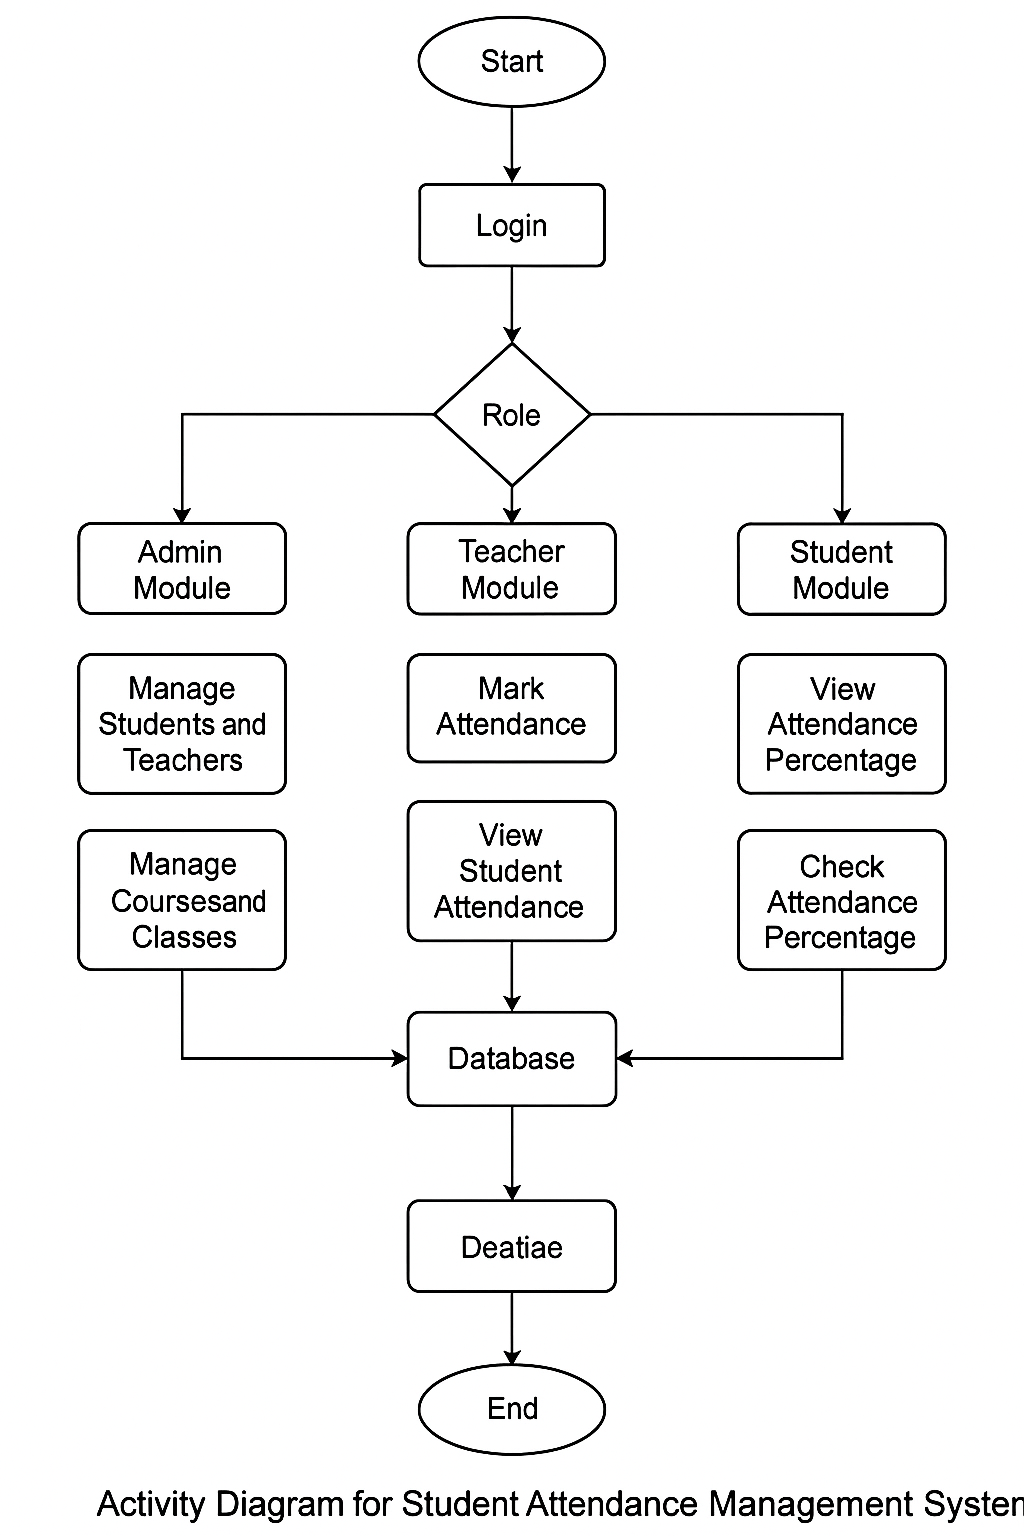 Start
Login
Role
Admin
Module
Teacher
Module
Student
Module
Manage
Students and
Teachers
Mark
Attendance
View
Attendance
Percentage
Manage
Coursesand
Classes
View
Student
Attendance
Check
Attendance
Percentage
Database
Deatiae
End
Activity Diagram for Student Attendance Management System